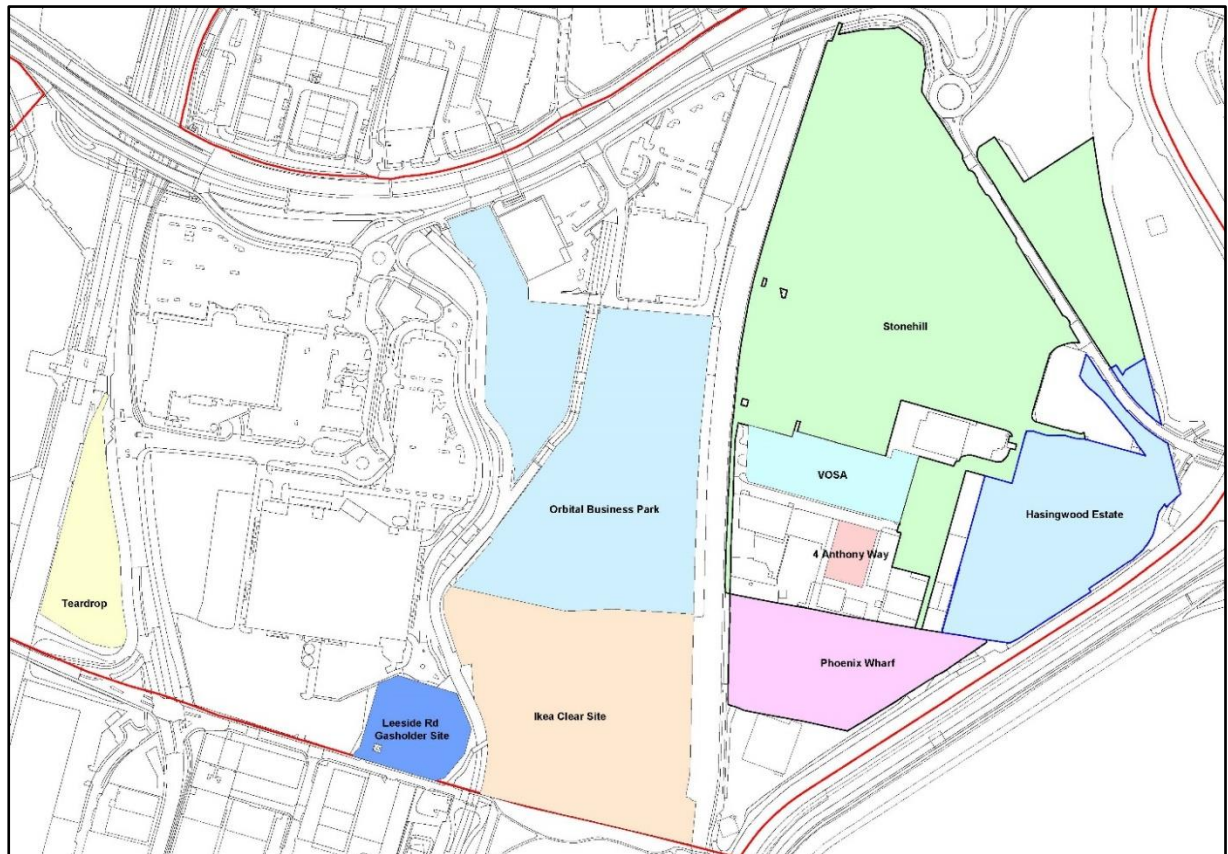 Stonehill
VOSA
Hasingwood Estate
Orbital Business Park
4 Anthony Way
Teardrop
Phoenix Wharf
Leeside Rd
Gasholder Site
Ikea Clear Site